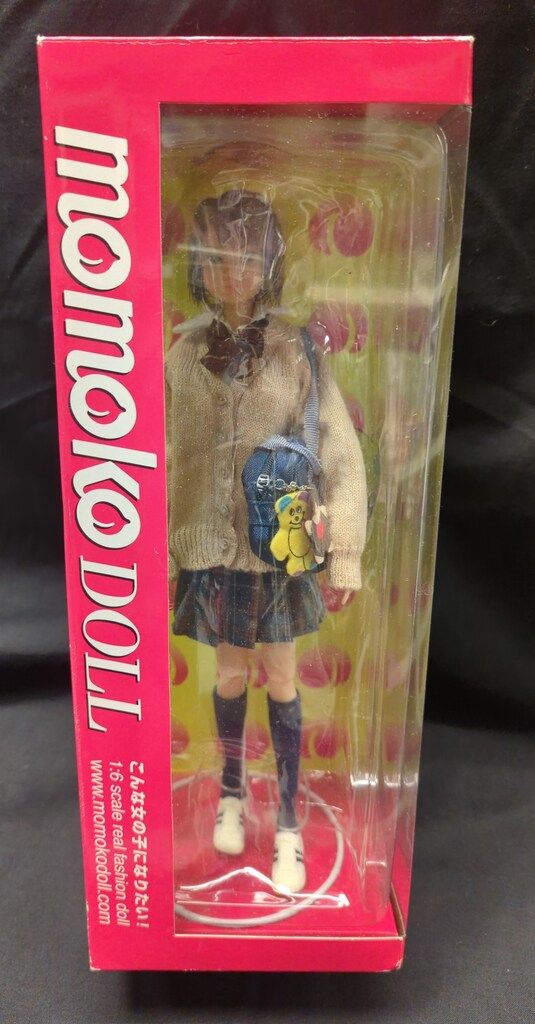 momoko DOLL
こんな女の子になりたい!
1:6 scale real fashion doll
www.momokodoll.com